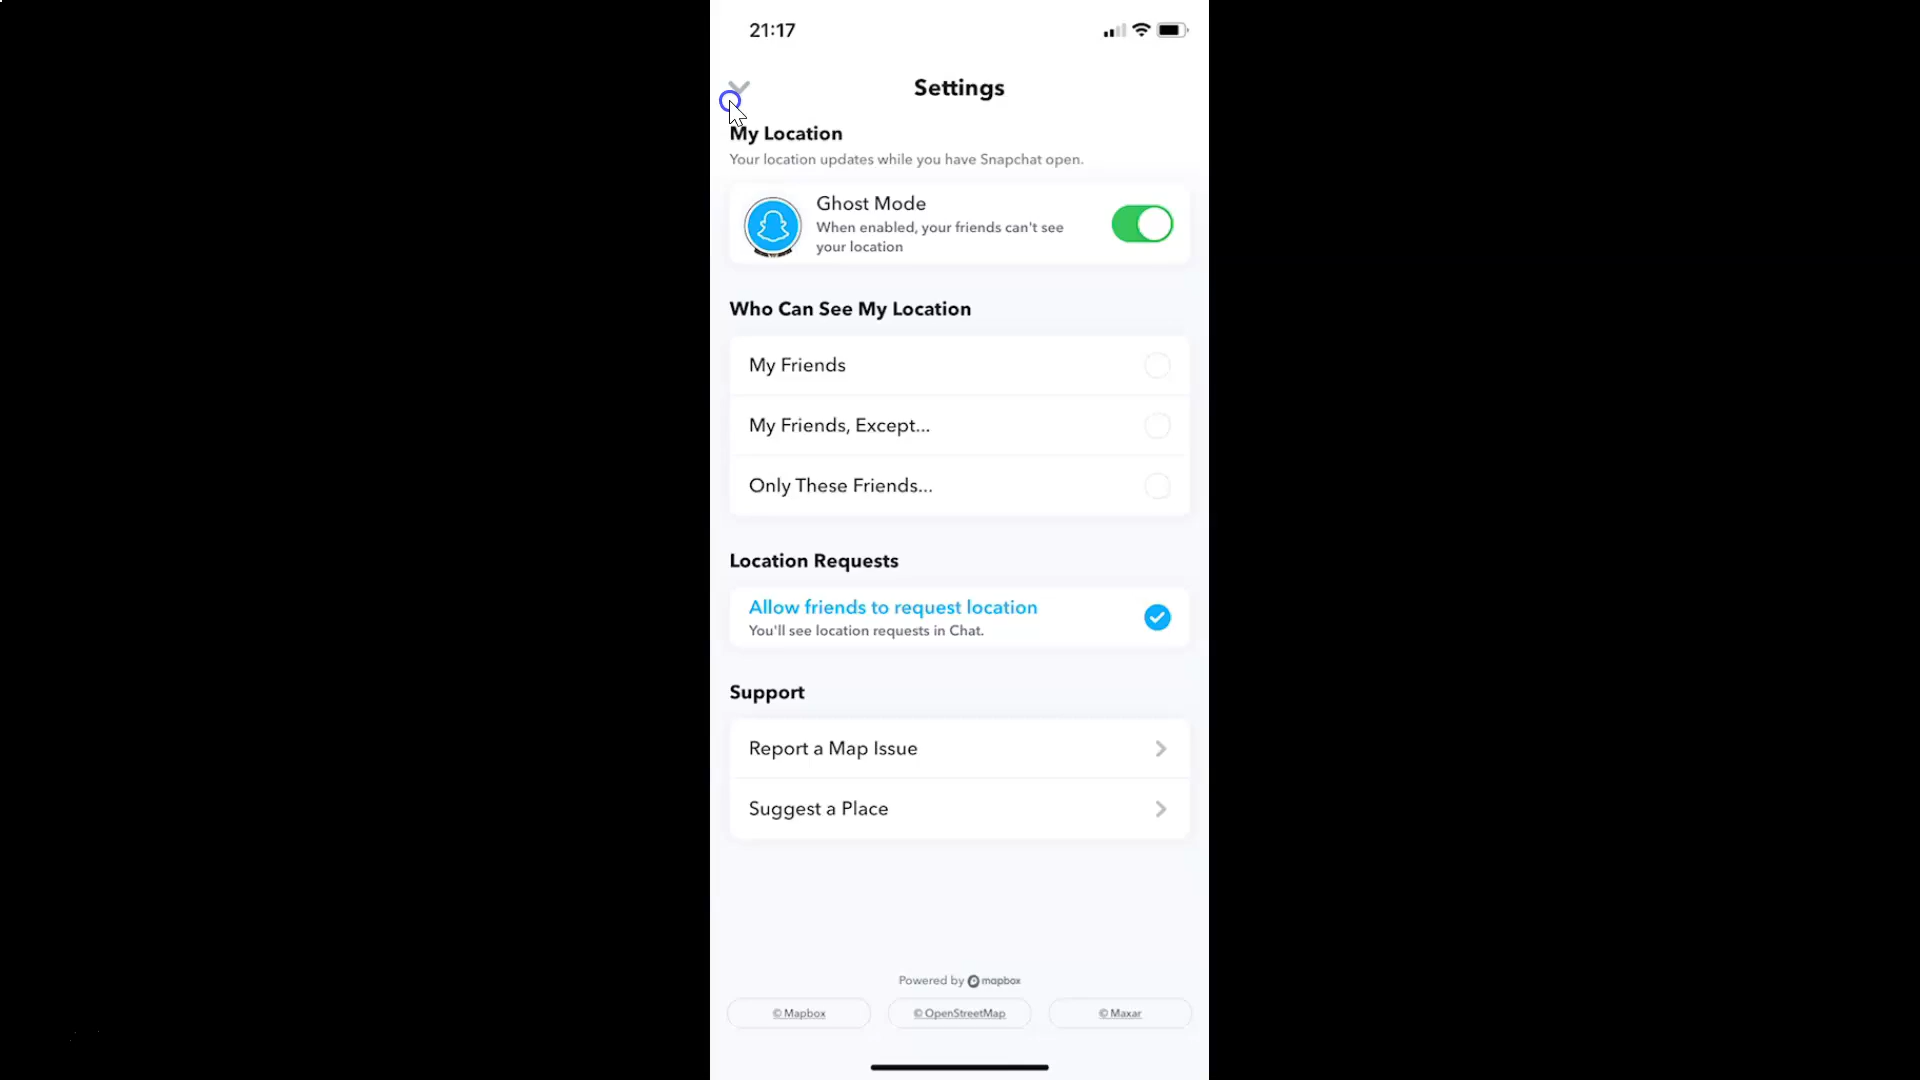 21:17
Settings
My Location
Your location updates while you have Snapchat open.
Ghost Mode
When enabled, your friends can't see
your location
Who Can See My Location
My Friends
My Friends, Except...
Only These Friends...
Location Requests
Allow friends to request location
You'll see location requests in Chat.
Support
Report a Map Issue
Suggest a Place
Powered by mapbox
© Mapbox
© OpenStreetMap
© Maxar